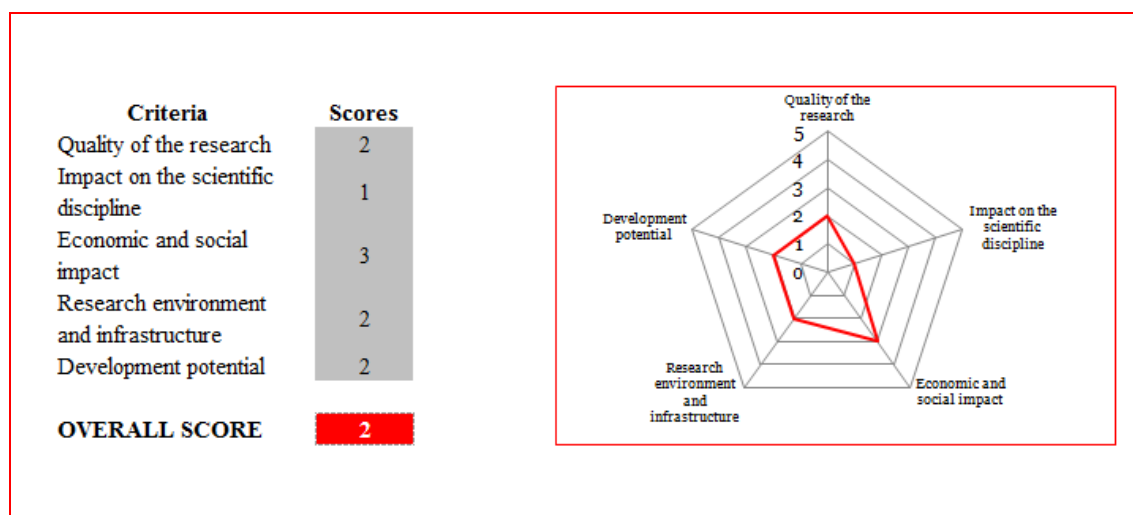 Criteria Scores
Quality of the research 2
Impact on the scientific
discipline
1
Economic and social
impact
3
Research environment
and infrastructure
2
Development potential 2
OVERALL SCORE 2
Quality of the
research
5
4
3
2
1
0
Impact on the
scientific
discipline
Economic and
social impact
Research
environment
and
infrastructure
Development
potential